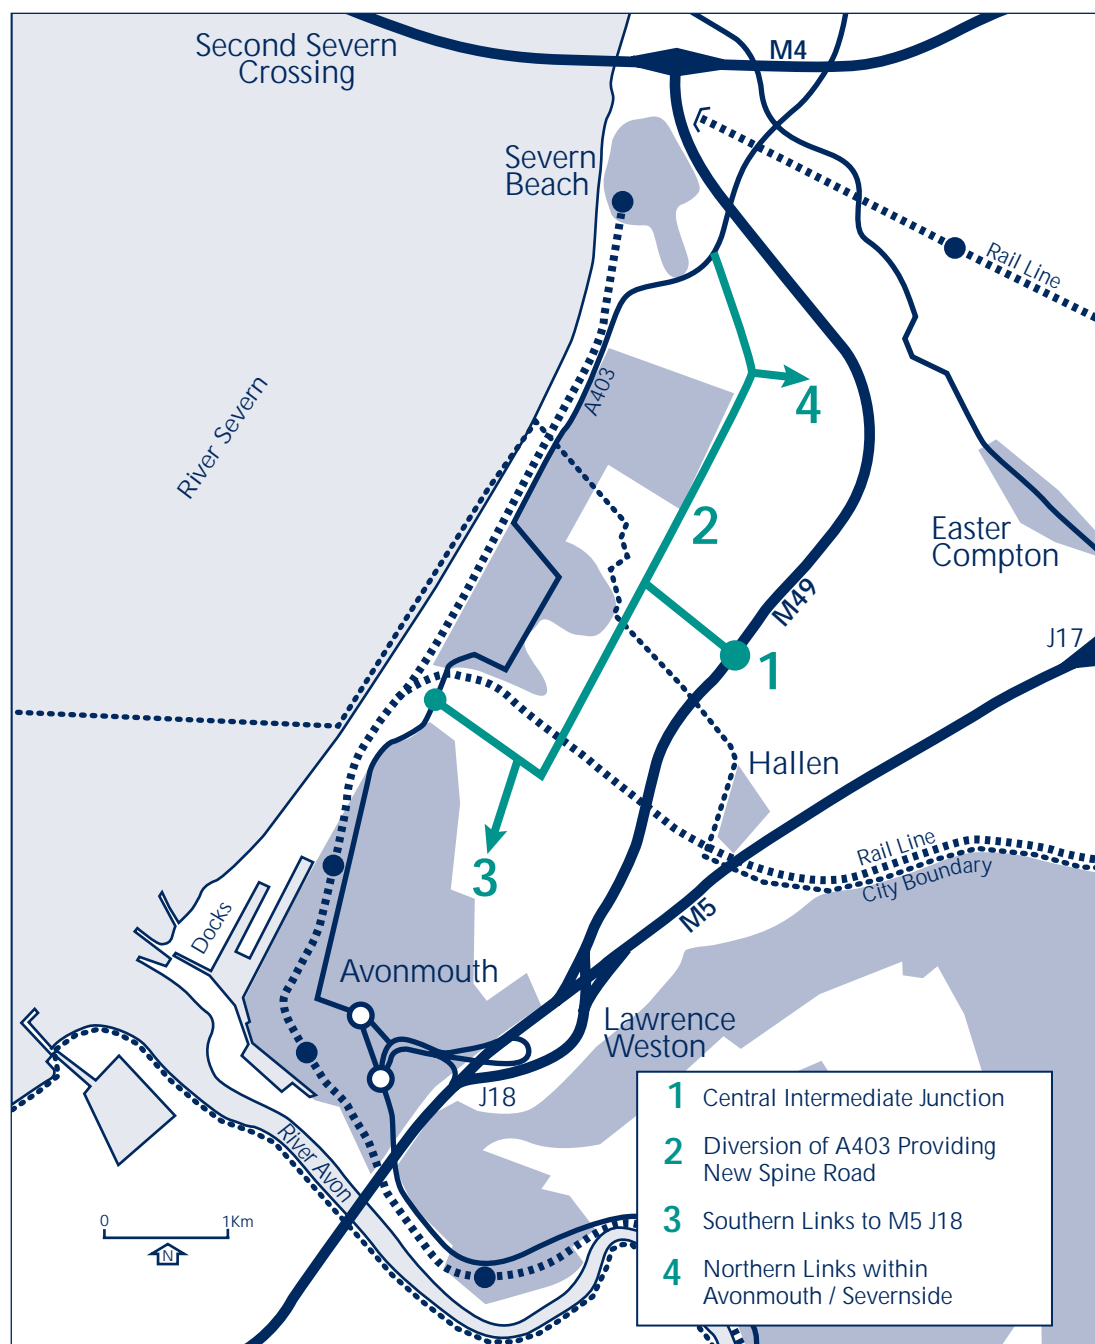 Second Severn
Crossing
M4
Severn
Beach
Rail Line
A403
4
River Severn
2
Easter
Compton
M49
J17
1
Hallen
3
Rail Line
City Boundary
M5
Docks
Avonmouth
Lawrence
Weston
J18
River Avon
0 1Km
N
1 Central Intermediate Junction
2 Diversion of A403 Providing
New Spine Road
3 Southern Links to M5 J18
4 Northern Links within
Avonmouth / Severnside